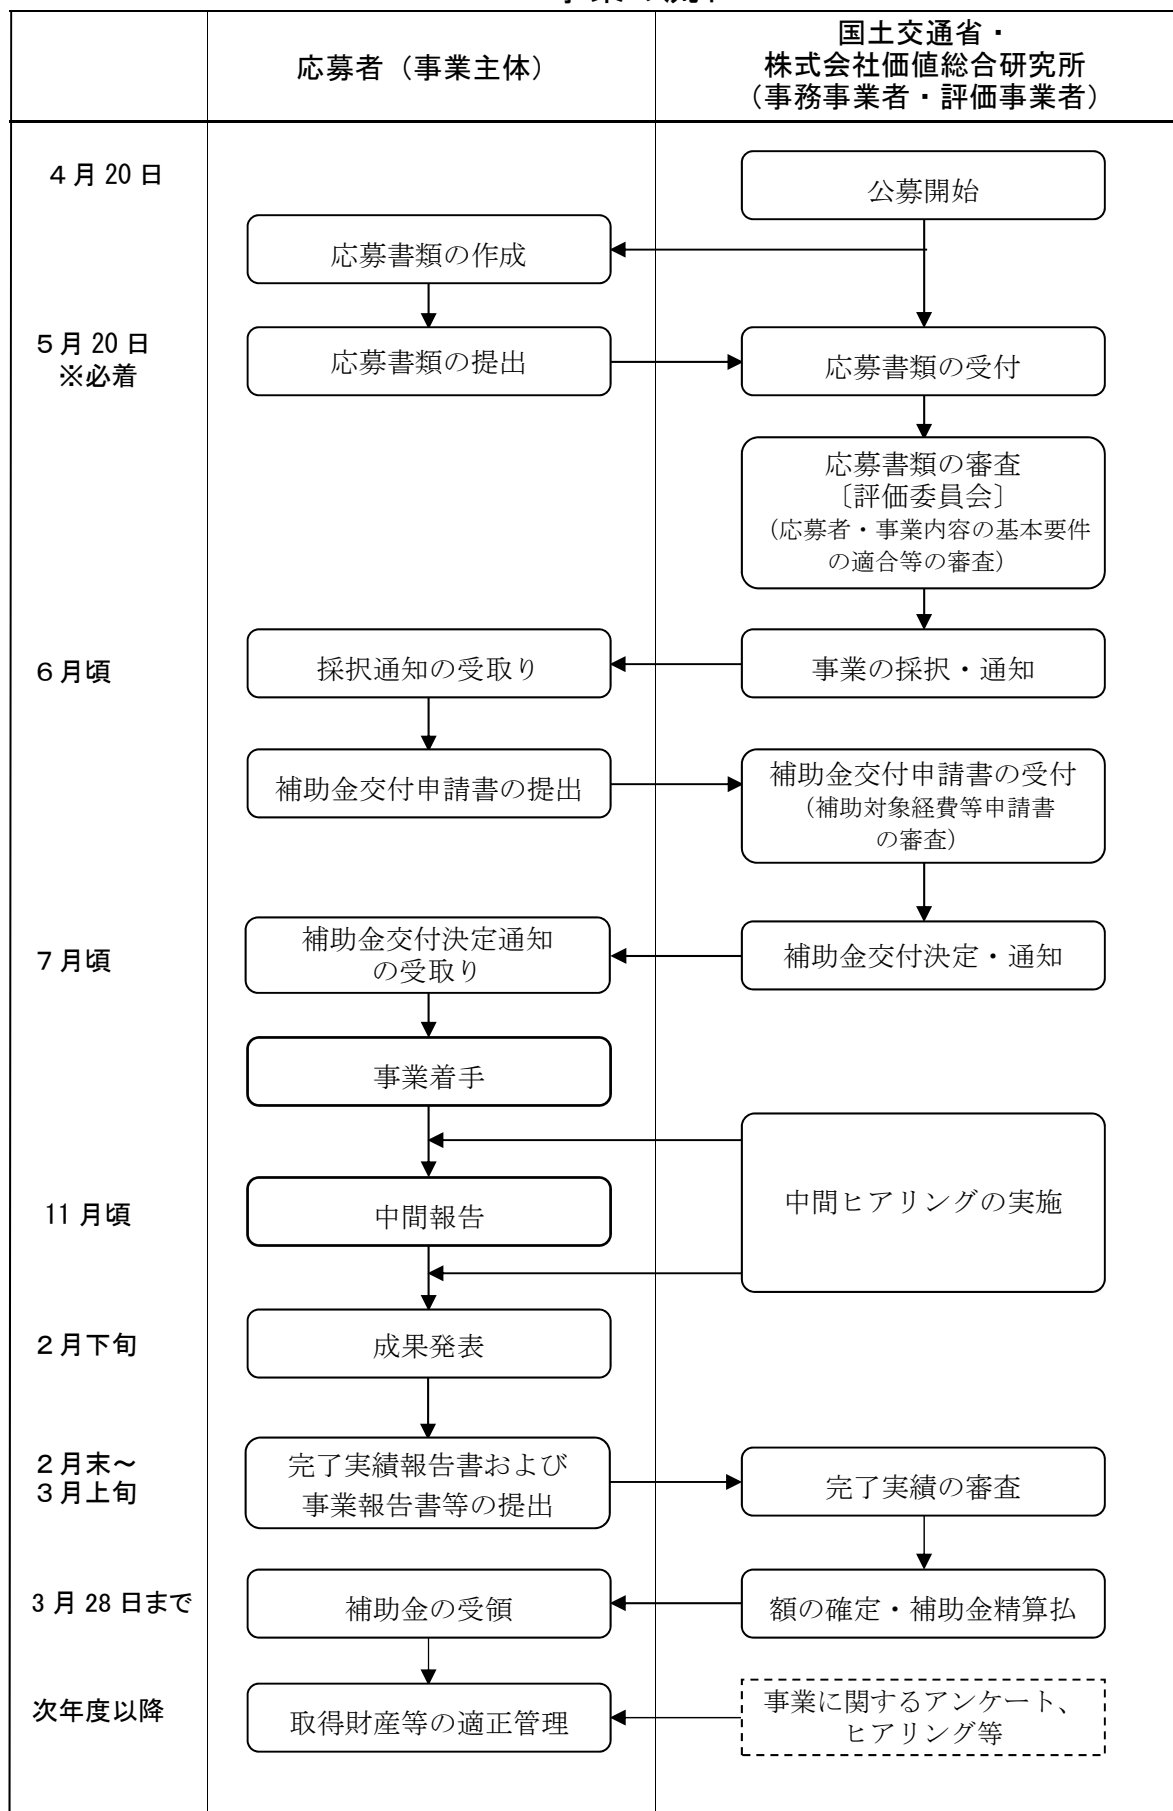 応募者（事業主体）
国土交通省・
株式会社価値総合研究所
（事務事業者・評価事業者）
４月 20 日
公募開始
応募書類の作成
５月 20 日
※必着
応募書類の提出
応募書類の受付
応募書類の審査
〔評価委員会〕
（応募者・事業内容の基本要件
の適合等の審査）
６月頃
採択通知の受取り
事業の採択・通知
補助金交付申請書の提出
補助金交付申請書の受付
（補助対象経費等申請書
の審査）
７月頃
補助金交付決定通知
の受取り
補助金交付決定・通知
事業着手
11 月頃
中間報告
中間ヒアリングの実施
２月下旬
成果発表
２月末～
３月上旬
完了実績報告書および
事業報告書等の提出
完了実績の審査
3 月 28 日まで
補助金の受領
額の確定・補助金精算払
次年度以降
取得財産等の適正管理
事業に関するアンケート、
ヒアリング等